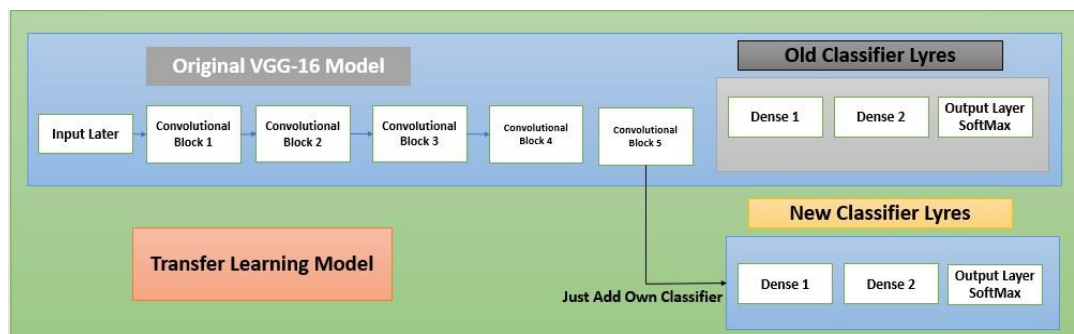 Original VGG-16 Model
Old Classifier Lyres
Input Later
Convolutional
Block 1
Convolutional
Block 2
Convolutional
Block 3
Convolutional
Block 4
Convolutional
Block 5
Dense 1
Dense 2
Output Layer
SoftMax
New Classifier Lyres
Transfer Learning Model
Just Add Own Classifier
Dense 1
Dense 2
Output Layer
SoftMax